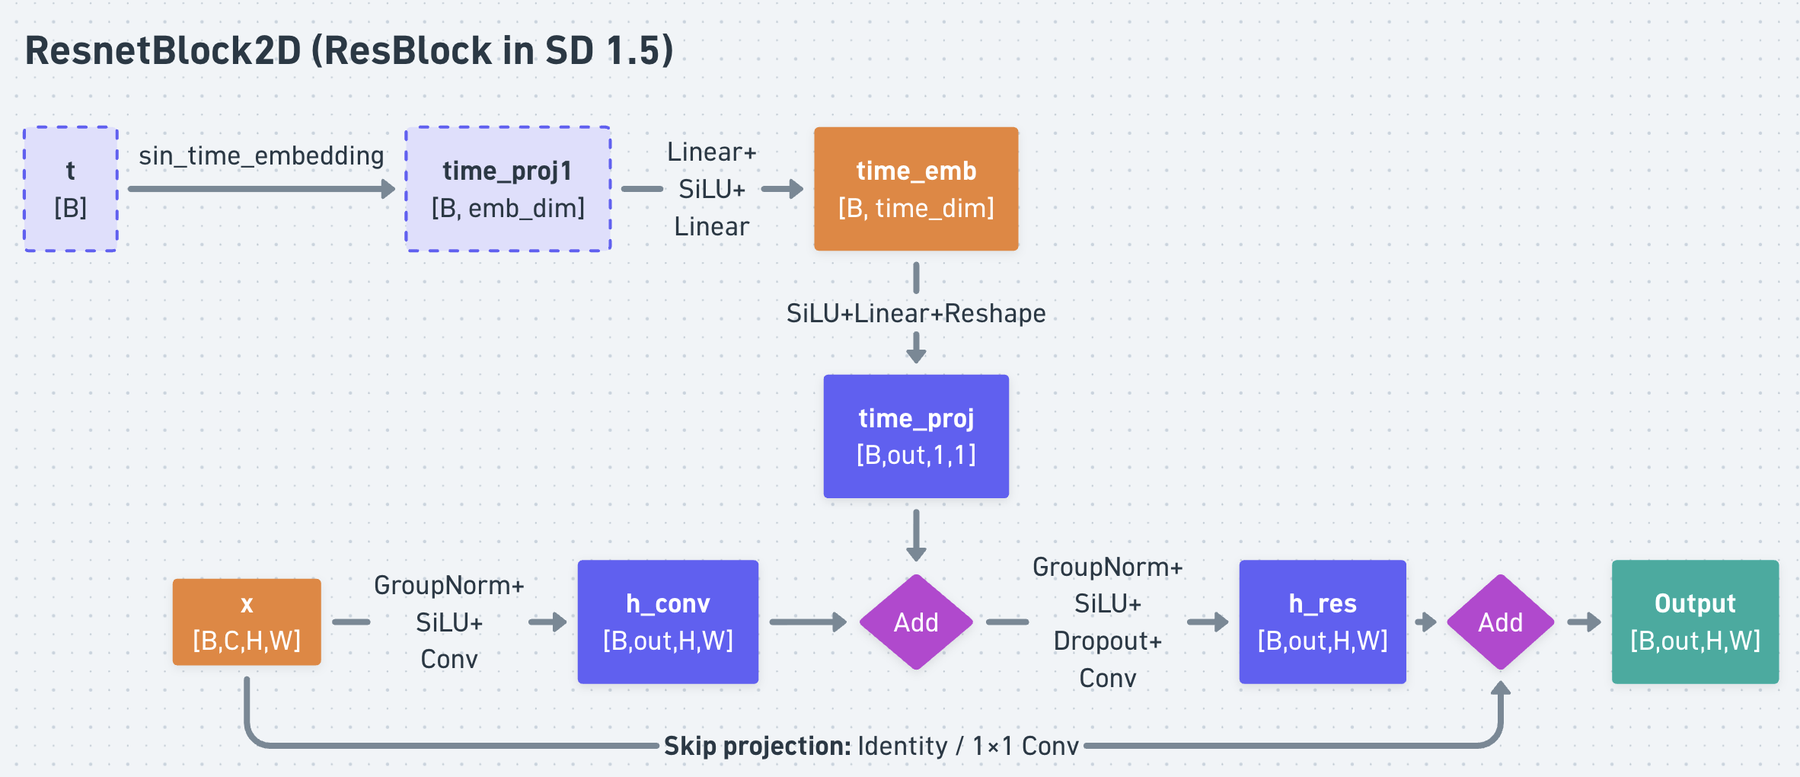 ResnetBlock2D (ResBlock in SD 1.5)
t
[B]
sin_time_embedding
time_proj1
[B, emb_dim]
Linear+
SiLU+
Linear
time_emb
[B, time_dim]
SiLU+Linear+Reshape
time_proj
[B,out,1,1]
x
[B,C,H,W]
GroupNorm+
SiLU+
Conv
h_conv
[B,out,H,W]
Add
GroupNorm+
SiLU+
Dropout+
Conv
h_res
[B,out,H,W]
Add
Output
[B,out,H,W]
Skip projection: Identity / 1×1 Conv